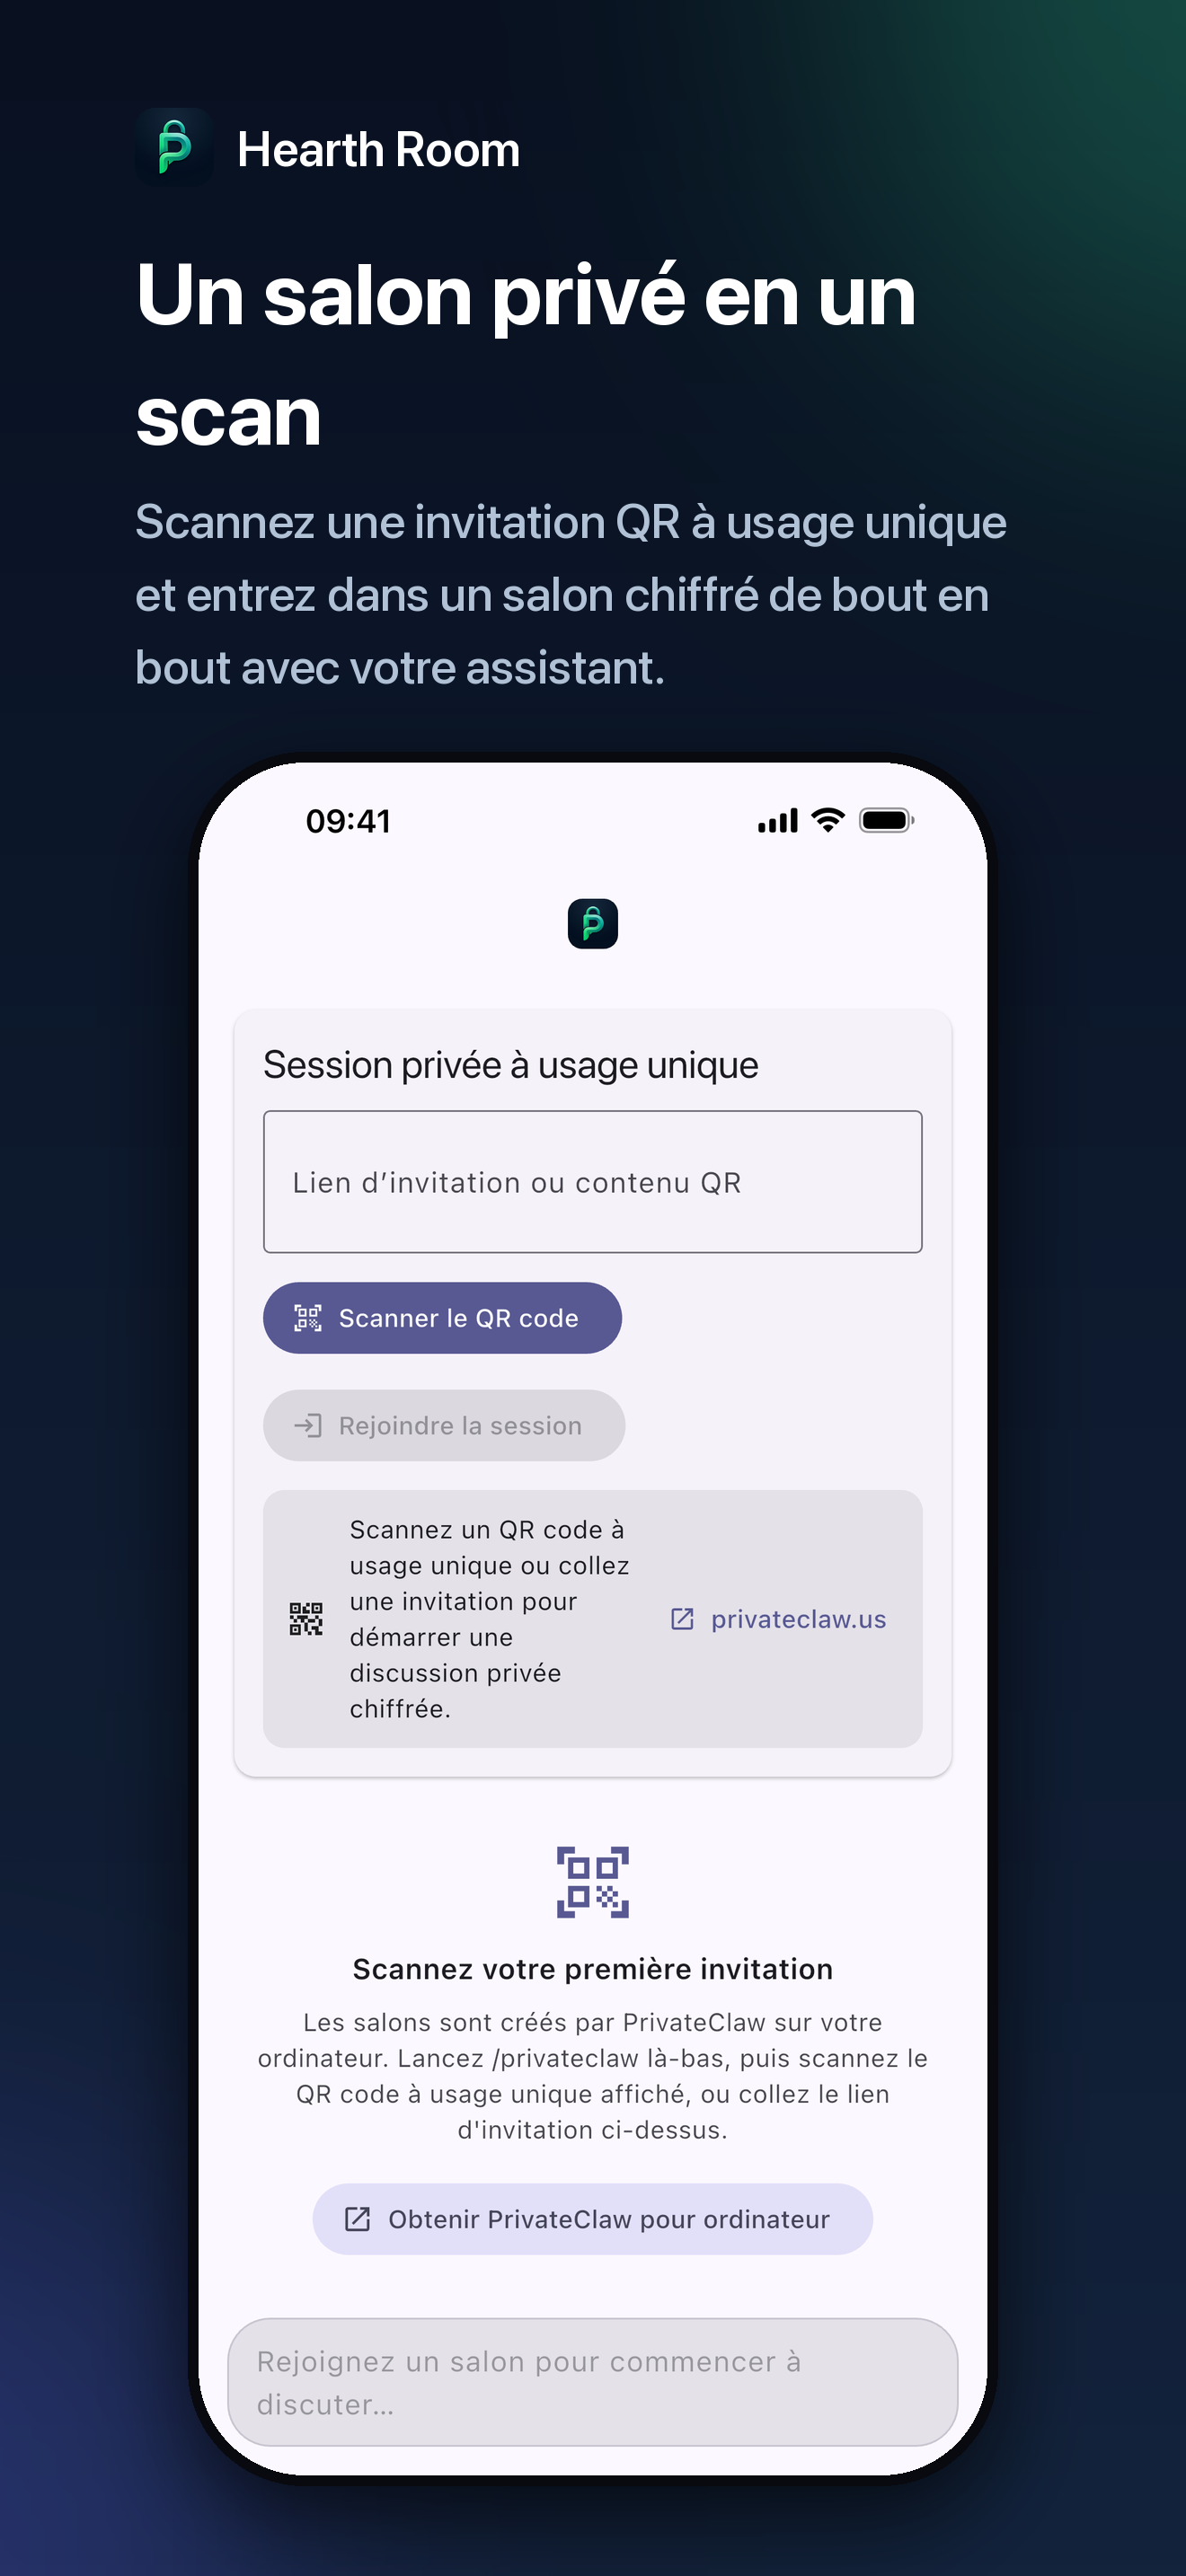 Hearth Room
Un salon privé en un
scan
Scannez une invitation QR à usage unique
et entrez dans un salon chiffré de bout en
bout avec votre assistant.
09:41
Session privée à usage unique
Lien d’invitation ou contenu QR
Scanner le QR code
Rejoindre la session
Scannez un QR code à
usage unique ou collez
une invitation pour
démarrer une
discussion privée
chiffrée.
privateclaw.us
Scannez votre première invitation
Les salons sont créés par PrivateClaw sur votre
ordinateur. Lancez /privateclaw là-bas, puis scannez le
QR code à usage unique affiché, ou collez le lien
d'invitation ci-dessus.
Obtenir PrivateClaw pour ordinateur
Rejoignez un salon pour commencer à
discuter...